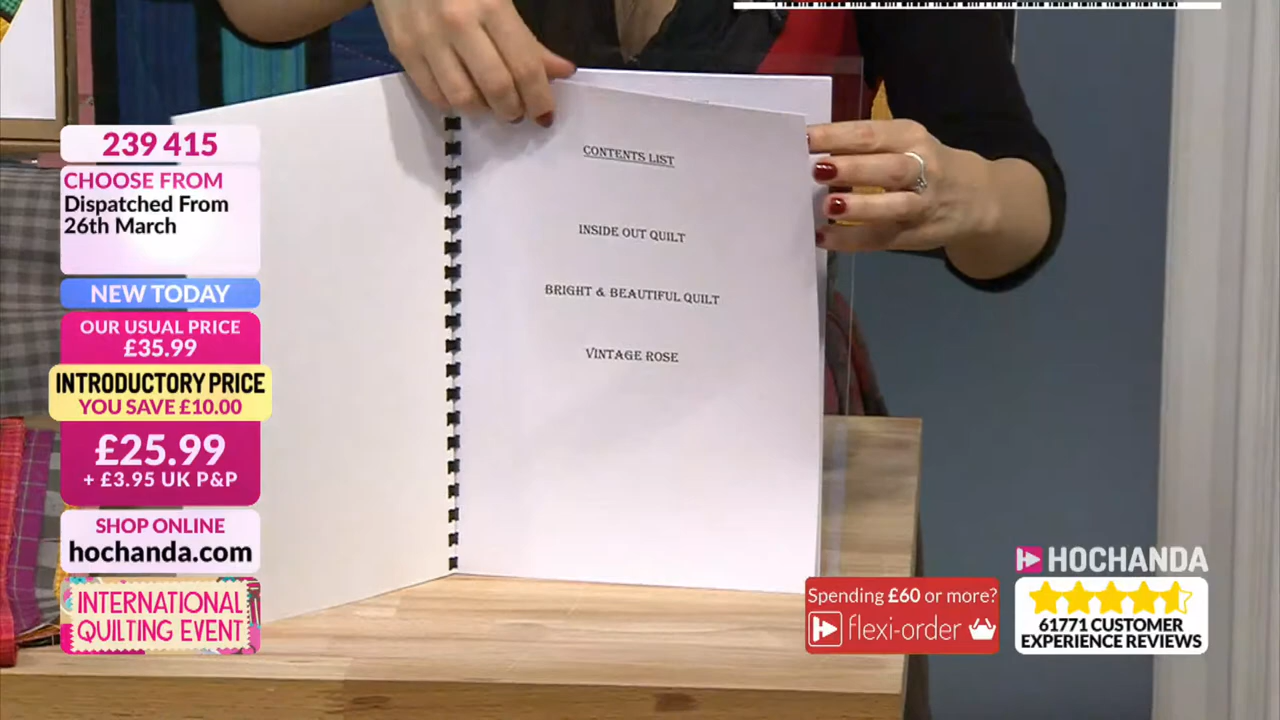 239 415
CHOOSE FROM
Dispatched From
26th March
NEW TODAY
OUR USUAL PRICE
£35.99
INTRODUCTORY PRICE
YOU SAVE £10.00
£25.99
+ £3.95 UK P&P
SHOP ONLINE
hochanda.com
INTERNATIONAL
QUILTING EVENT
CONTENTS LIST
INSIDE OUT QUILT
BRIGHT & BEAUTIFUL QUILT
VINTAGE ROSE
Spending £60 or more?
flexi-order
HOCHANDA
61771 CUSTOMER
EXPERIENCE REVIEWS